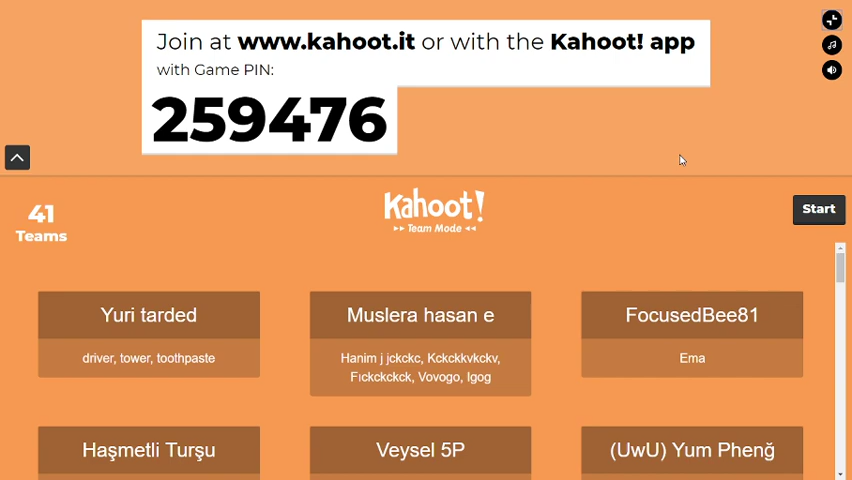 Join at www.kahoot.it or with the Kahoot! app
with Game PIN:
259476
41
Teams
Kahoot!
Team Mode
Start
Yuri tarded
driver, tower, toothpaste
Muslera hasan e
Hanim j jckckc, Kckckkvkckv,
Fıckckckck, Vovogo, Igog
FocusedBee81
Ema
Haşmetli Turşu
Veysel 5P
(UwU) Yum Phenğ